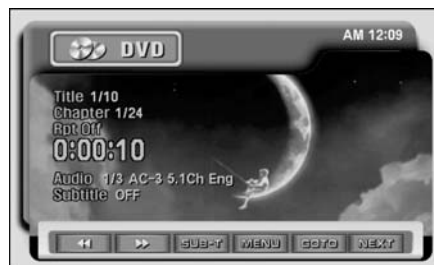 DVD
AM 12:09
Title 1/10
Chapter 1/24
Rpt Off
0:00:10
Audio 1/3 AC-3 5.1Ch Eng
Subtitle OFF
SUB-T MENU GOTO NEXT